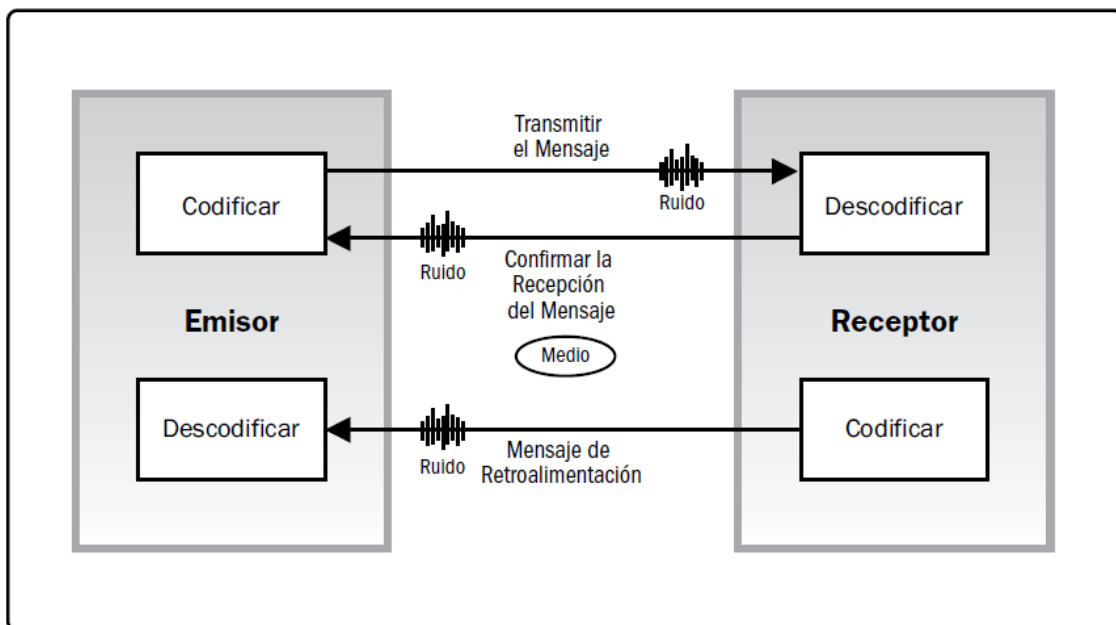 Transmitir
el Mensaje
Codificar
Ruido
Descodificar
Ruido
Confirmar la
Recepción
del Mensaje
Emisor
Receptor
Medio
Descodificar
Codificar
Ruido
Mensaje de
Retroalimentación